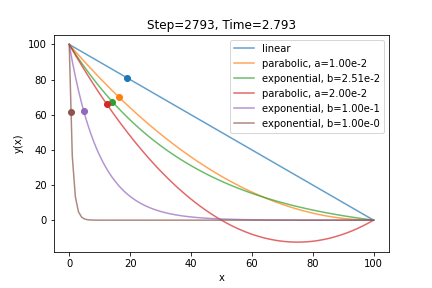 Step=2793, Time=2.793
100
80
60
40
20
0
y(x)
linear
parabolic, a=1.00e-2
exponential, b=2.51e-2
parabolic, a=2.00e-2
exponential, b=1.00e-1
exponential, b=1.00e-0
0 20 40 60 80 100
x